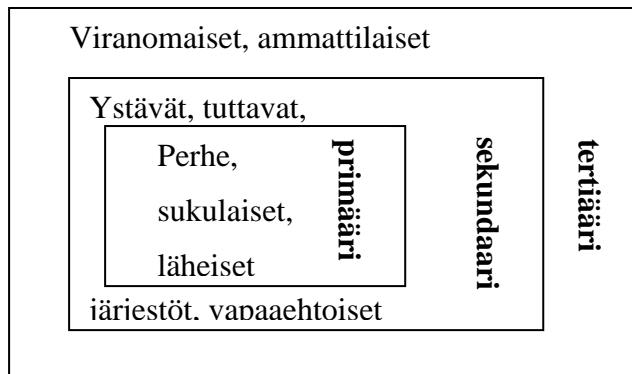 Viranomaiset, ammattilaiset
Ystävät, tuttavat,
Perhe,
sukulaiset,
läheiset
primääri
sekundaari
tertiääri
järjestöt, vapaaehtoiset